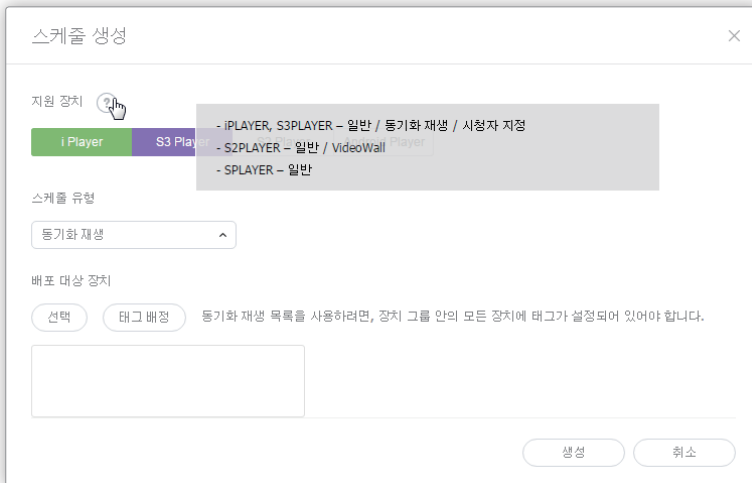 스케줄 생성
지원 장치 ?
- iPLAYER, S3PLAYER – 일반 / 동기화 재생 / 시청자 지정
i Player S3 Player Player
- S2PLAYER – 일반 / VideoWall
- SPLAYER – 일반
스케줄 유형
동기화 재생
배포 대상 장치
선택 태그 배정 동기화 재생 목록을 사용하려면, 장치 그룹 안의 모든 장치에 태그가 설정되어 있어야 합니다.
생성 취소